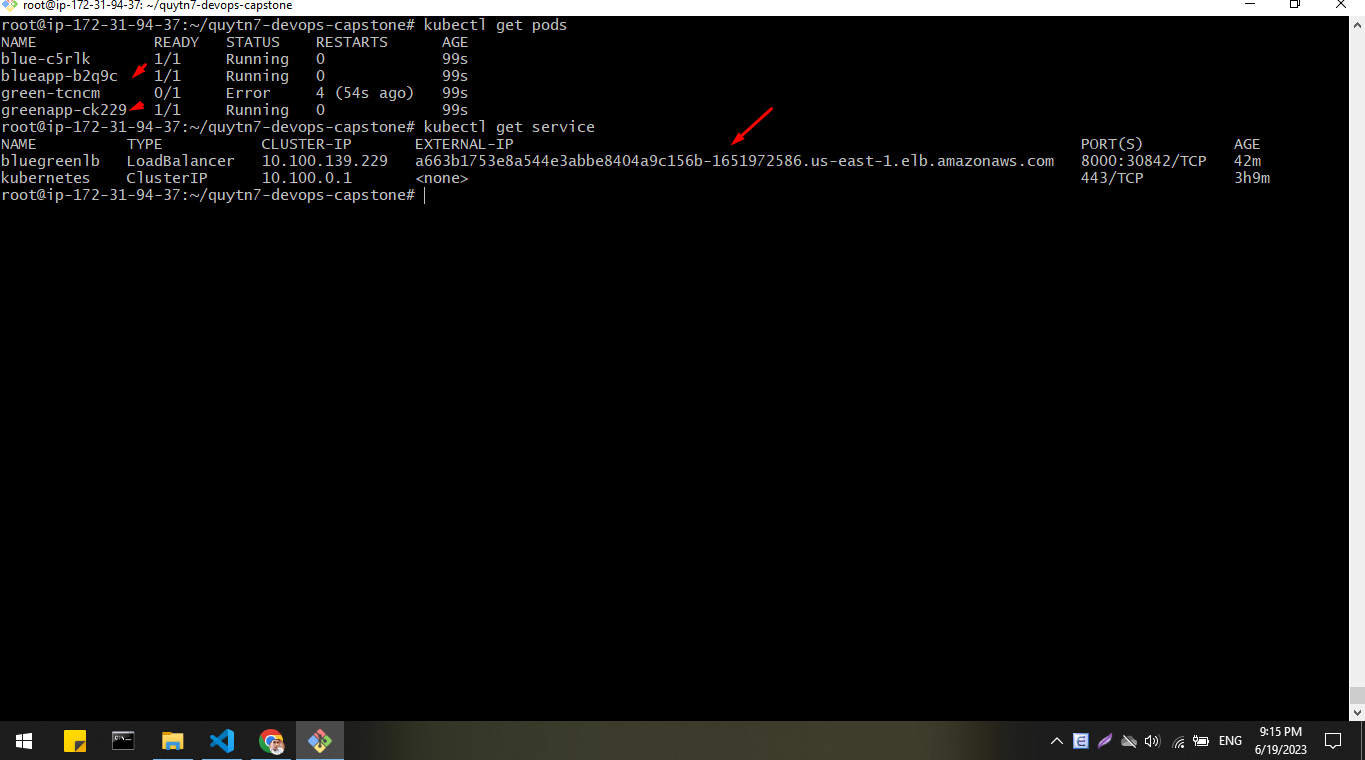 root@ip-172-31-94-37: ~/quytn7-devops-capstone
root@ip-172-31-94-37:~/quytn7-devops-capstone# kubectl get pods
NAME READY STATUS RESTARTS AGE
blue-c5rlk 1/1 Running 0 99s
blueapp-b2q9c 1/1 Running 0 99s
green-tcncm 0/1 Error 4 (54s ago) 99s
greenapp-ck229 1/1 Running 0 99s
root@ip-172-31-94-37:~/quytn7-devops-capstone# kubectl get service
NAME TYPE CLUSTER-IP EXTERNAL-IP PORT(S) AGE
bluegreenlb LoadBalancer 10.100.139.229 a663b1753e8a544e3abbe8404a9c156b-1651972586.us-east-1.elb.amazonaws.com 8000:30842/TCP 42m
kubernetes ClusterIP 10.100.0.1 <none> 443/TCP 3h9m
root@ip-172-31-94-37:~/quytn7-devops-capstone#
ENG
9:15 PM
6/19/2023